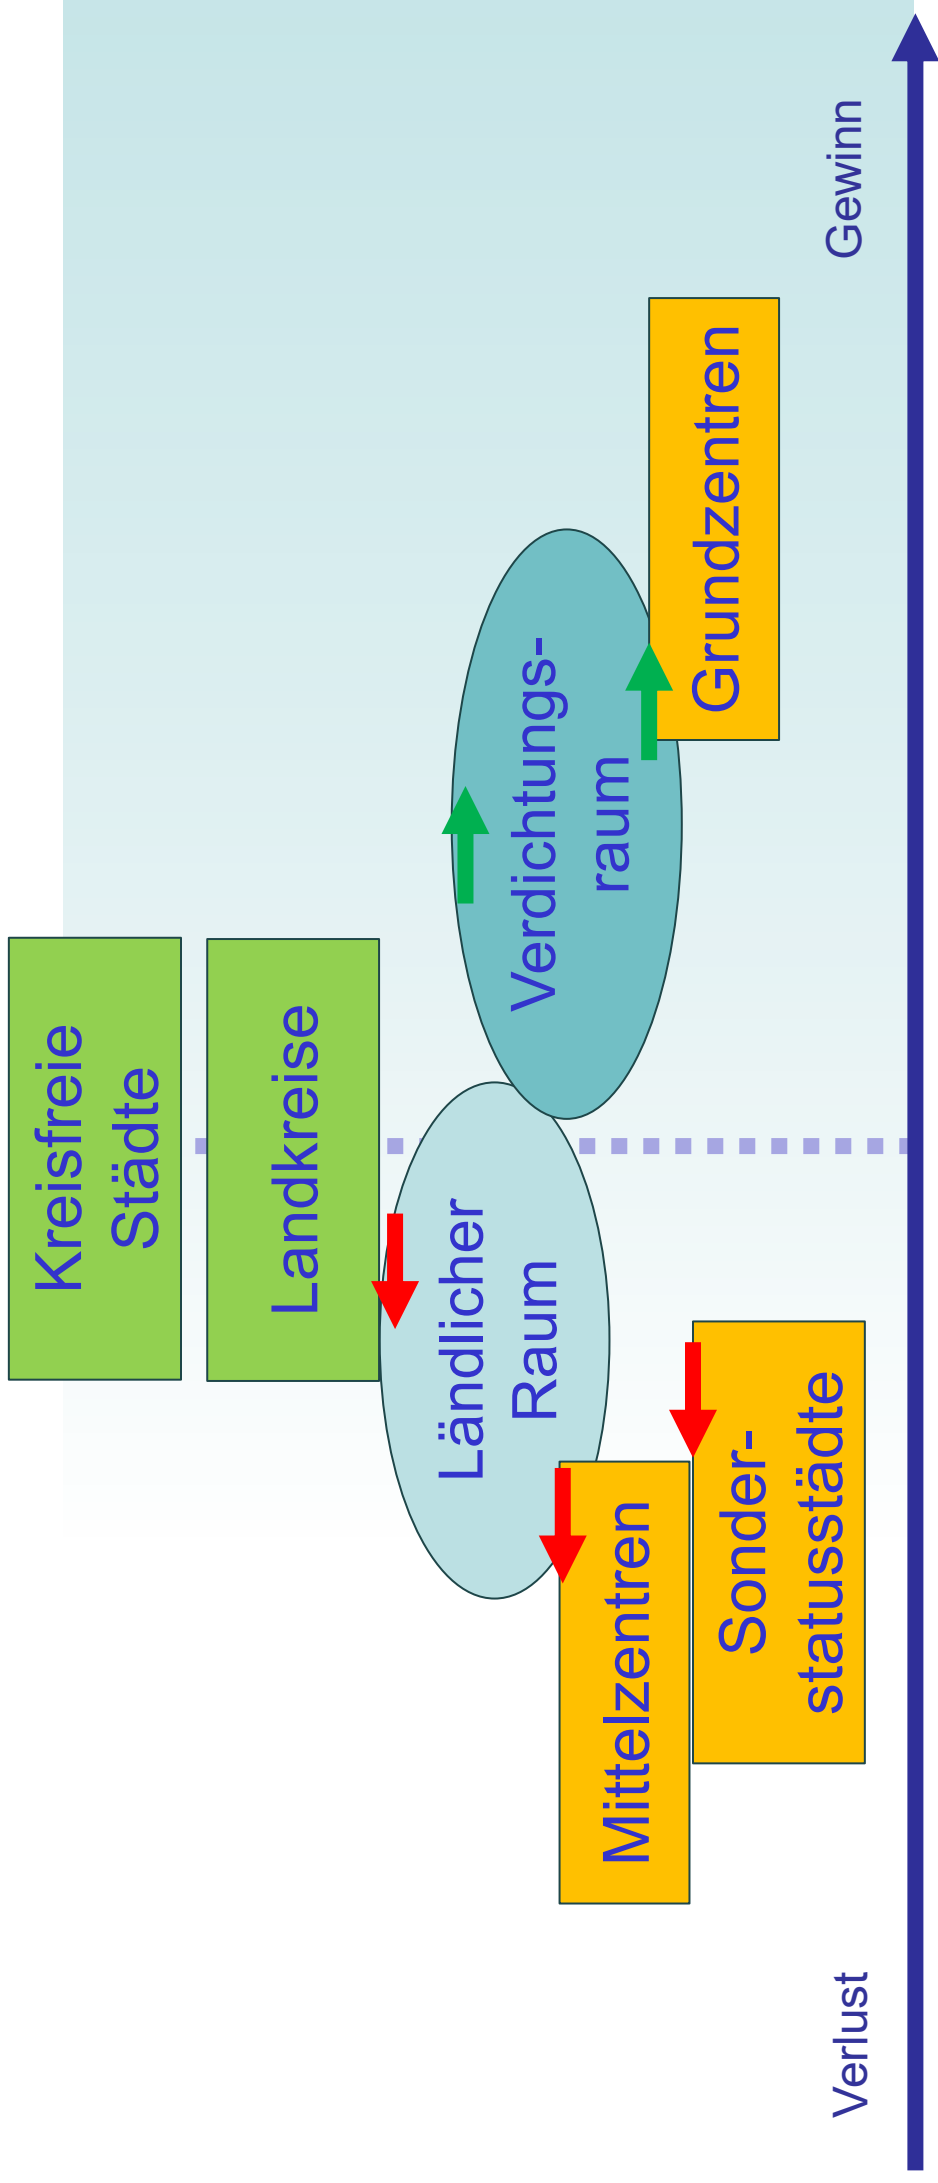 Kreisfreie
Städte
Landkreise
Ländlicher
Raum
Verdichtungs-
raum
Mittelzentren
Grundzentren
Sonder-
statusstädte
Verlust
Gewinn